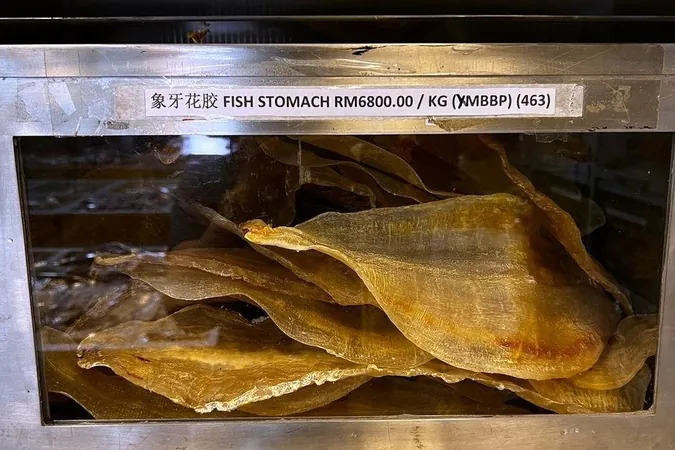 象牙花胶 FISH STOMACH RM6800.00 / KG (YMBBP) (463)